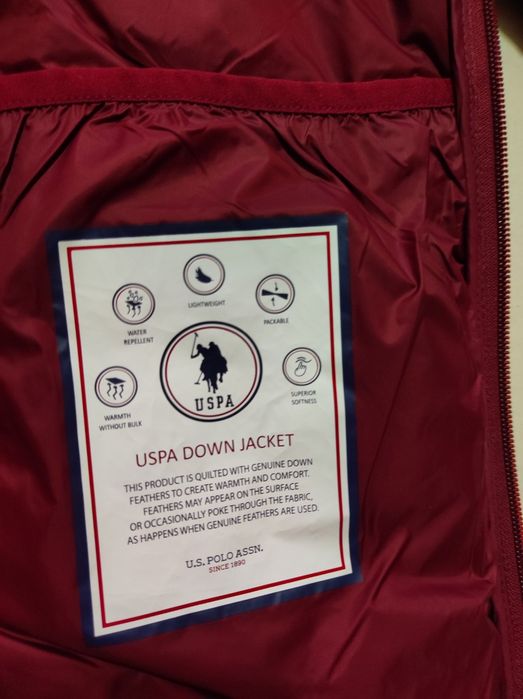 LIGHTWEIGHT
WATER
REPELLENT
PACKABLE
WARMTH
WITHOUT BULK
USPA
SUPERIOR
SOFTNESS
USPA DOWN JACKET
THIS PRODUCT IS QUILTED WITH GENUINE DOWN
FEATHERS TO CREATE WARMTH AND COMFORT.
FEATHERS MAY APPEAR ON THE SURFACE
OR OCCASIONALLY POKE THROUGH THE FABRIC,
AS HAPPENS WHEN GENUINE FEATHERS ARE USED.
U.S. POLO ASSN.
SINCE 1890